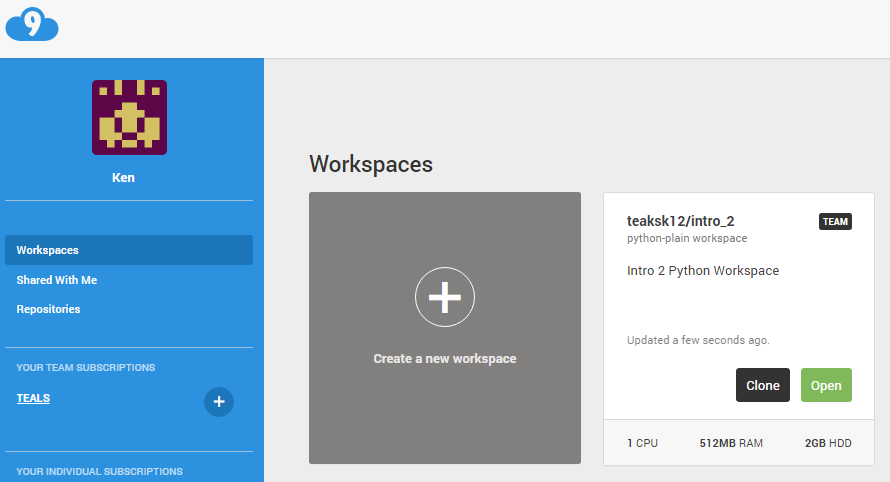 9
Ken
Workspaces
Shared With Me
Repositories
YOUR TEAM SUBSCRIPTIONS
TEALS
YOUR INDIVIDUAL SUBSCRIPTIONS
Workspaces
Create a new workspace
teaksk12/intro_2 TEAM
python-plain workspace
Intro 2 Python Workspace
Updated a few seconds ago.
Clone Open
1 CPU 512MB RAM 2GB HDD